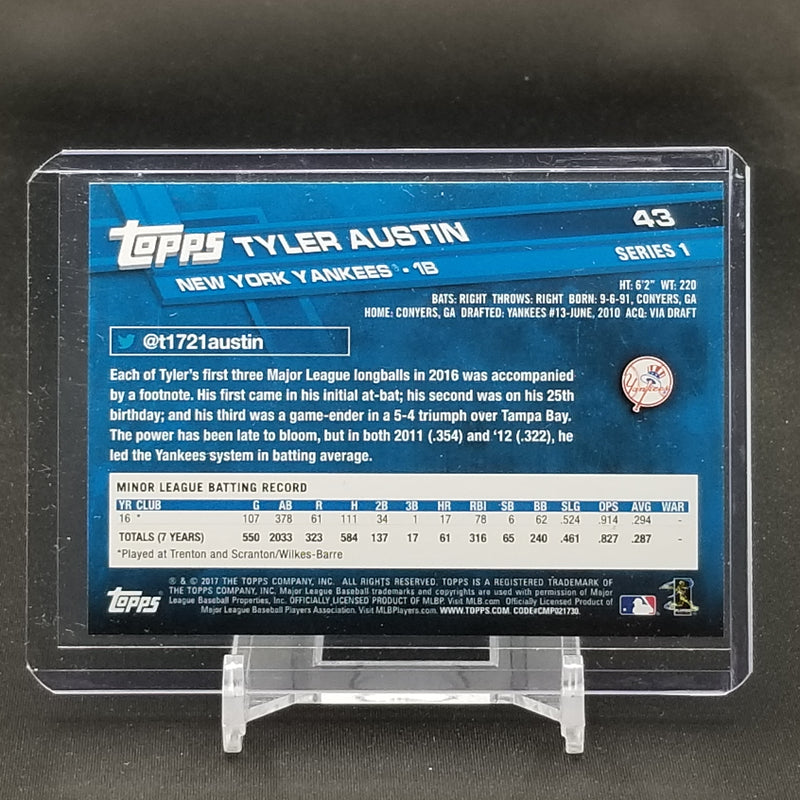 topps TYLER AUSTIN 43
NEW YORK YANKEES® • 1B SERIES 1
HT: 6'2" WT: 220
BATS: RIGHT THROWS: RIGHT BORN: 9-6-91, CONYERS, GA
HOME: CONYERS, GA DRAFTED: YANKEES #13-JUNE, 2010 ACQ: VIA DRAFT
@t1721austin
Each of Tyler's first three Major League longballs in 2016 was accompanied
by a footnote. His first came in his initial at-bat; his second was on his 25th
birthday; and his third was a game-ender in a 5-4 triumph over Tampa Bay.
The power has been late to bloom, but in both 2011 (.354) and '12 (.322), he
led the Yankees system in batting average.
Yankees
MINOR LEAGUE BATTING RECORD
YR CLUB G AB R H 2B 3B HR RBI SB BB SLG OPS AVG WAR
16 * 107 378 61 111 34 1 17 78 6 62 .524 .914 .294 -
TOTALS (7 YEARS) 550 2033 323 584 137 17 61 316 65 240 .461 .827 .287 -
*Played at Trenton and Scranton/Wilkes-Barre
topps
® & © 2017 THE TOPPS COMPANY, INC. ALL RIGHTS RESERVED. TOPPS IS A REGISTERED TRADEMARK OF
THE TOPPS COMPANY, INC. Major League Baseball trademarks and copyrights are used with permission of Major
League Baseball Properties, Inc. OFFICIALLY LICENSED PRODUCT OF MLBP. Visit MLB.com Officially Licensed Product of
Major League Baseball Players Association. Visit MLBPlayers.com. WWW.TOPPS.COM. CODE#CMP021730.